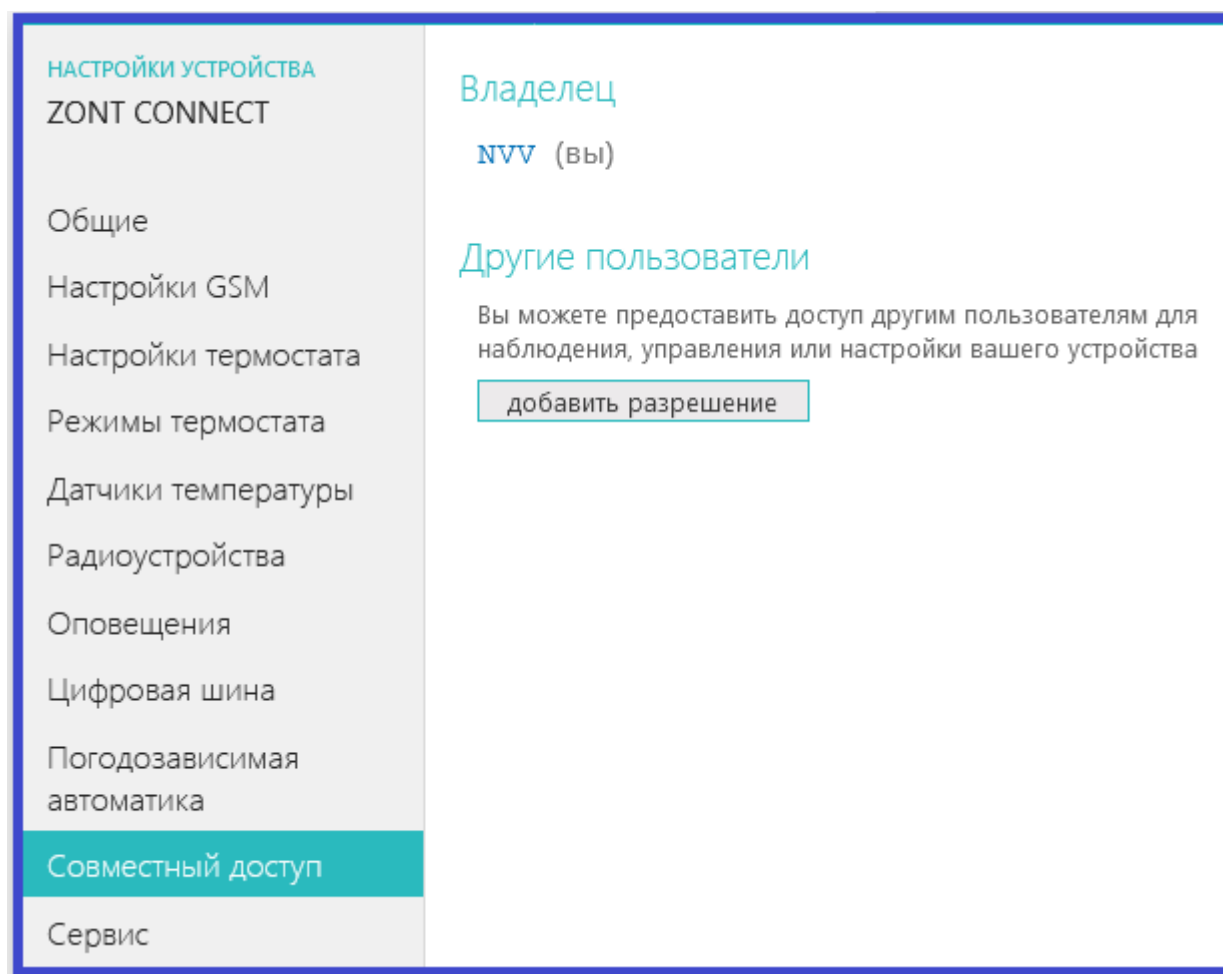 НАСТРОЙКИ УСТРОЙСТВА
ZONT CONNECT
Общие
Настройки GSM
Настройки термостата
Режимы термостата
Датчики температуры
Радиоустройства
Оповещения
Цифровая шина
Погодозависимая
автоматика
Совместный доступ
Сервис
Владелец
NVV (вы)
Другие пользователи
Вы можете предоставить доступ другим пользователям для
наблюдения, управления или настройки вашего устройства
добавить разрешение